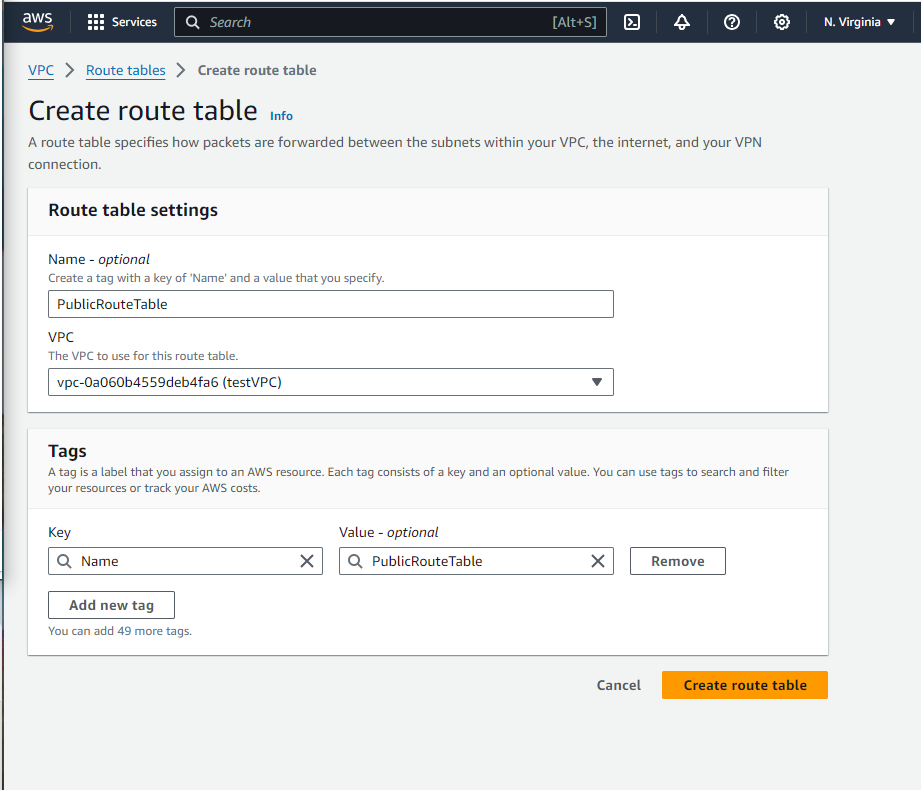 aws
Services
Search [Alt+S]
N. Virginia
VPC
Route tables
Create route table
Create route table Info
A route table specifies how packets are forwarded between the subnets within your VPC, the internet, and your VPN
connection.
Route table settings
Name - optional
Create a tag with a key of 'Name' and a value that you specify.
PublicRouteTable
VPC
The VPC to use for this route table.
vpc-0a060b4559deb4fa6 (testVPC)
Tags
A tag is a label that you assign to an AWS resource. Each tag consists of a key and an optional value. You can use tags to search and filter
your resources or track your AWS costs.
Key
Value - optional
Name
PublicRouteTable
Remove
Add new tag
You can add 49 more tags.
Cancel
Create route table